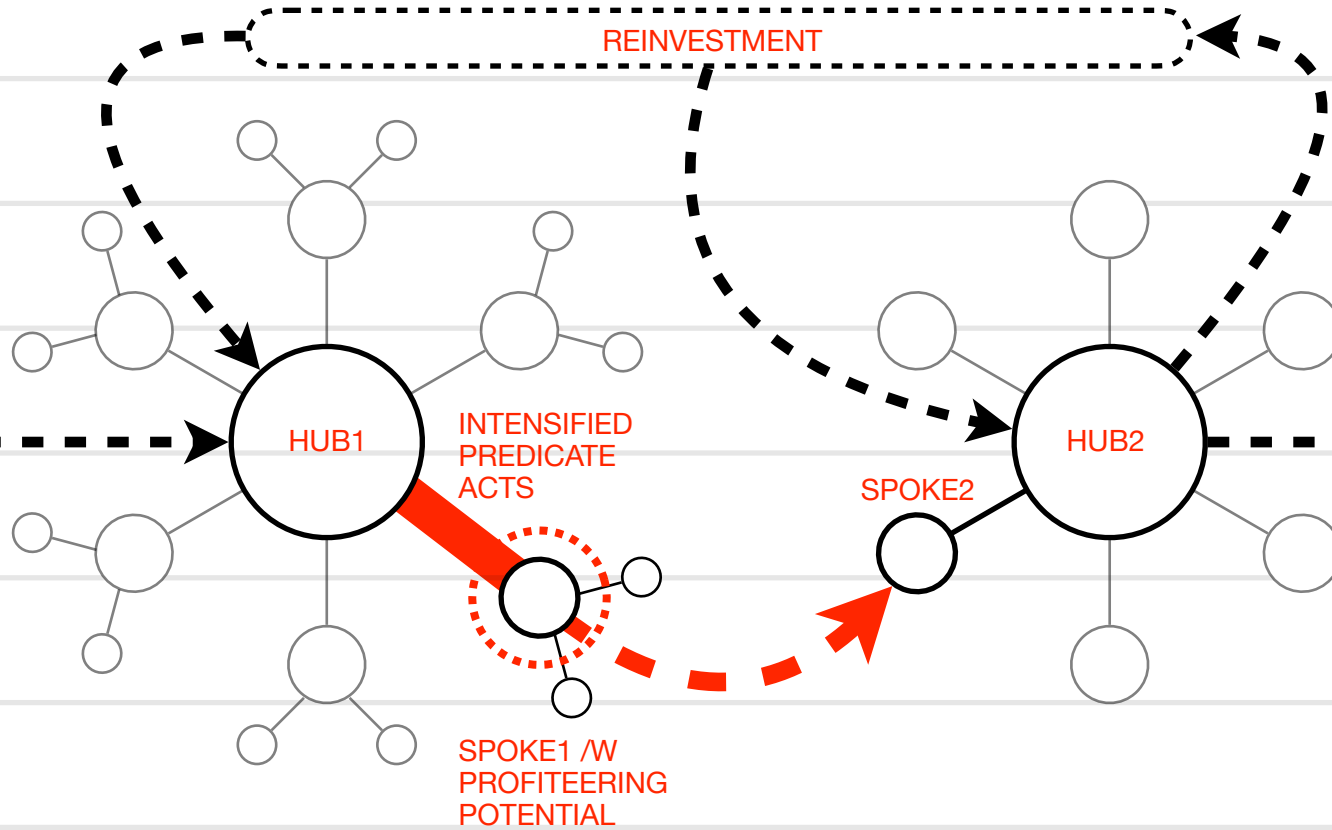 REINVESTMENT
HUB1
INTENSIFIED
PREDICATE
ACTS
HUB2
SPOKE2
SPOKE1 /W
PROFITEERING
POTENTIAL